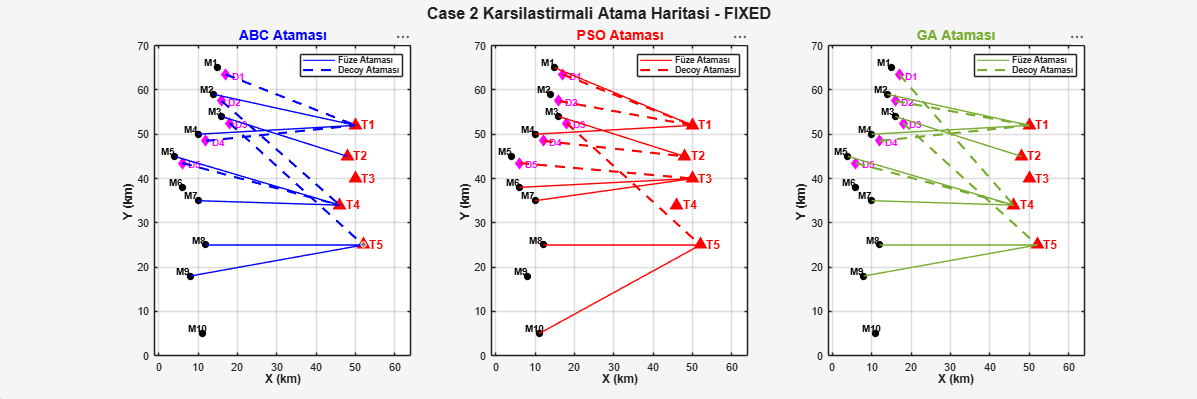 Case 2 Karsilastirmali Atama Haritasi - FIXED
ABC Ataması
Füze Ataması
Decoy Ataması
Y (km)
70
60
50
40
30
20
10
0
M1
D1
M2
D2
M3
D3
M4
D4
M5
D5
M6
M7
M8
M9
M10
T1
T2
T3
T4
T5
0 10 20 30 40 50 60
X (km)
PSO Ataması
Füze Ataması
Decoy Ataması
Y (km)
70
60
50
40
30
20
10
0
M1
D1
M2
D2
M3
D3
M4
D4
M5
D5
M6
M7
M8
M9
M10
T1
T2
T3
T4
T5
0 10 20 30 40 50 60
X (km)
GA Ataması
Füze Ataması
Decoy Ataması
Y (km)
70
60
50
40
30
20
10
0
M1
D1
M2
D2
M3
D3
M4
D4
M5
D5
M6
M7
M8
M9
M10
T1
T2
T3
T4
T5
0 10 20 30 40 50 60
X (km)